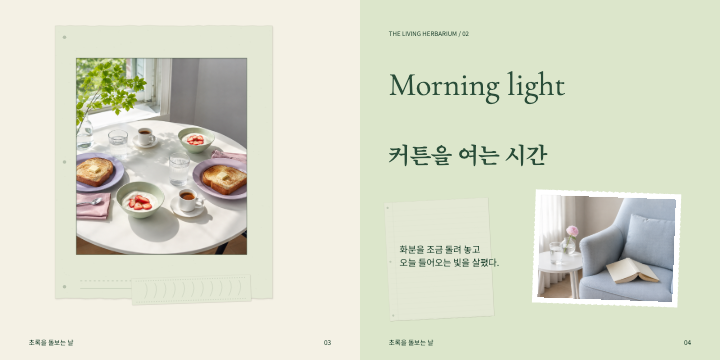 초록을 돌보는 날
03
THE LIVING HERBARIUM / 02
Morning light
커튼을 여는 시간
화분을 조금 돌려 놓고
오늘 들어오는 빛을 살폈다.
초록을 돌보는 날
04